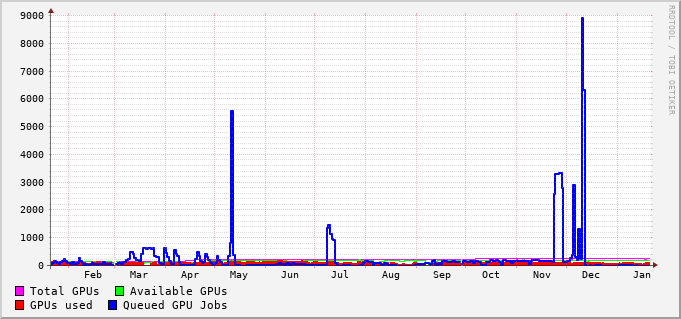 9000
8000
7000
6000
5000
4000
3000
2000
1000
0
Feb Mar Apr May Jun Jul Aug Sep Oct Nov Dec Jan
Total GPUs Available GPUs
GPUs used Queued GPU Jobs
RRDTOOL / TOBI OETIKER